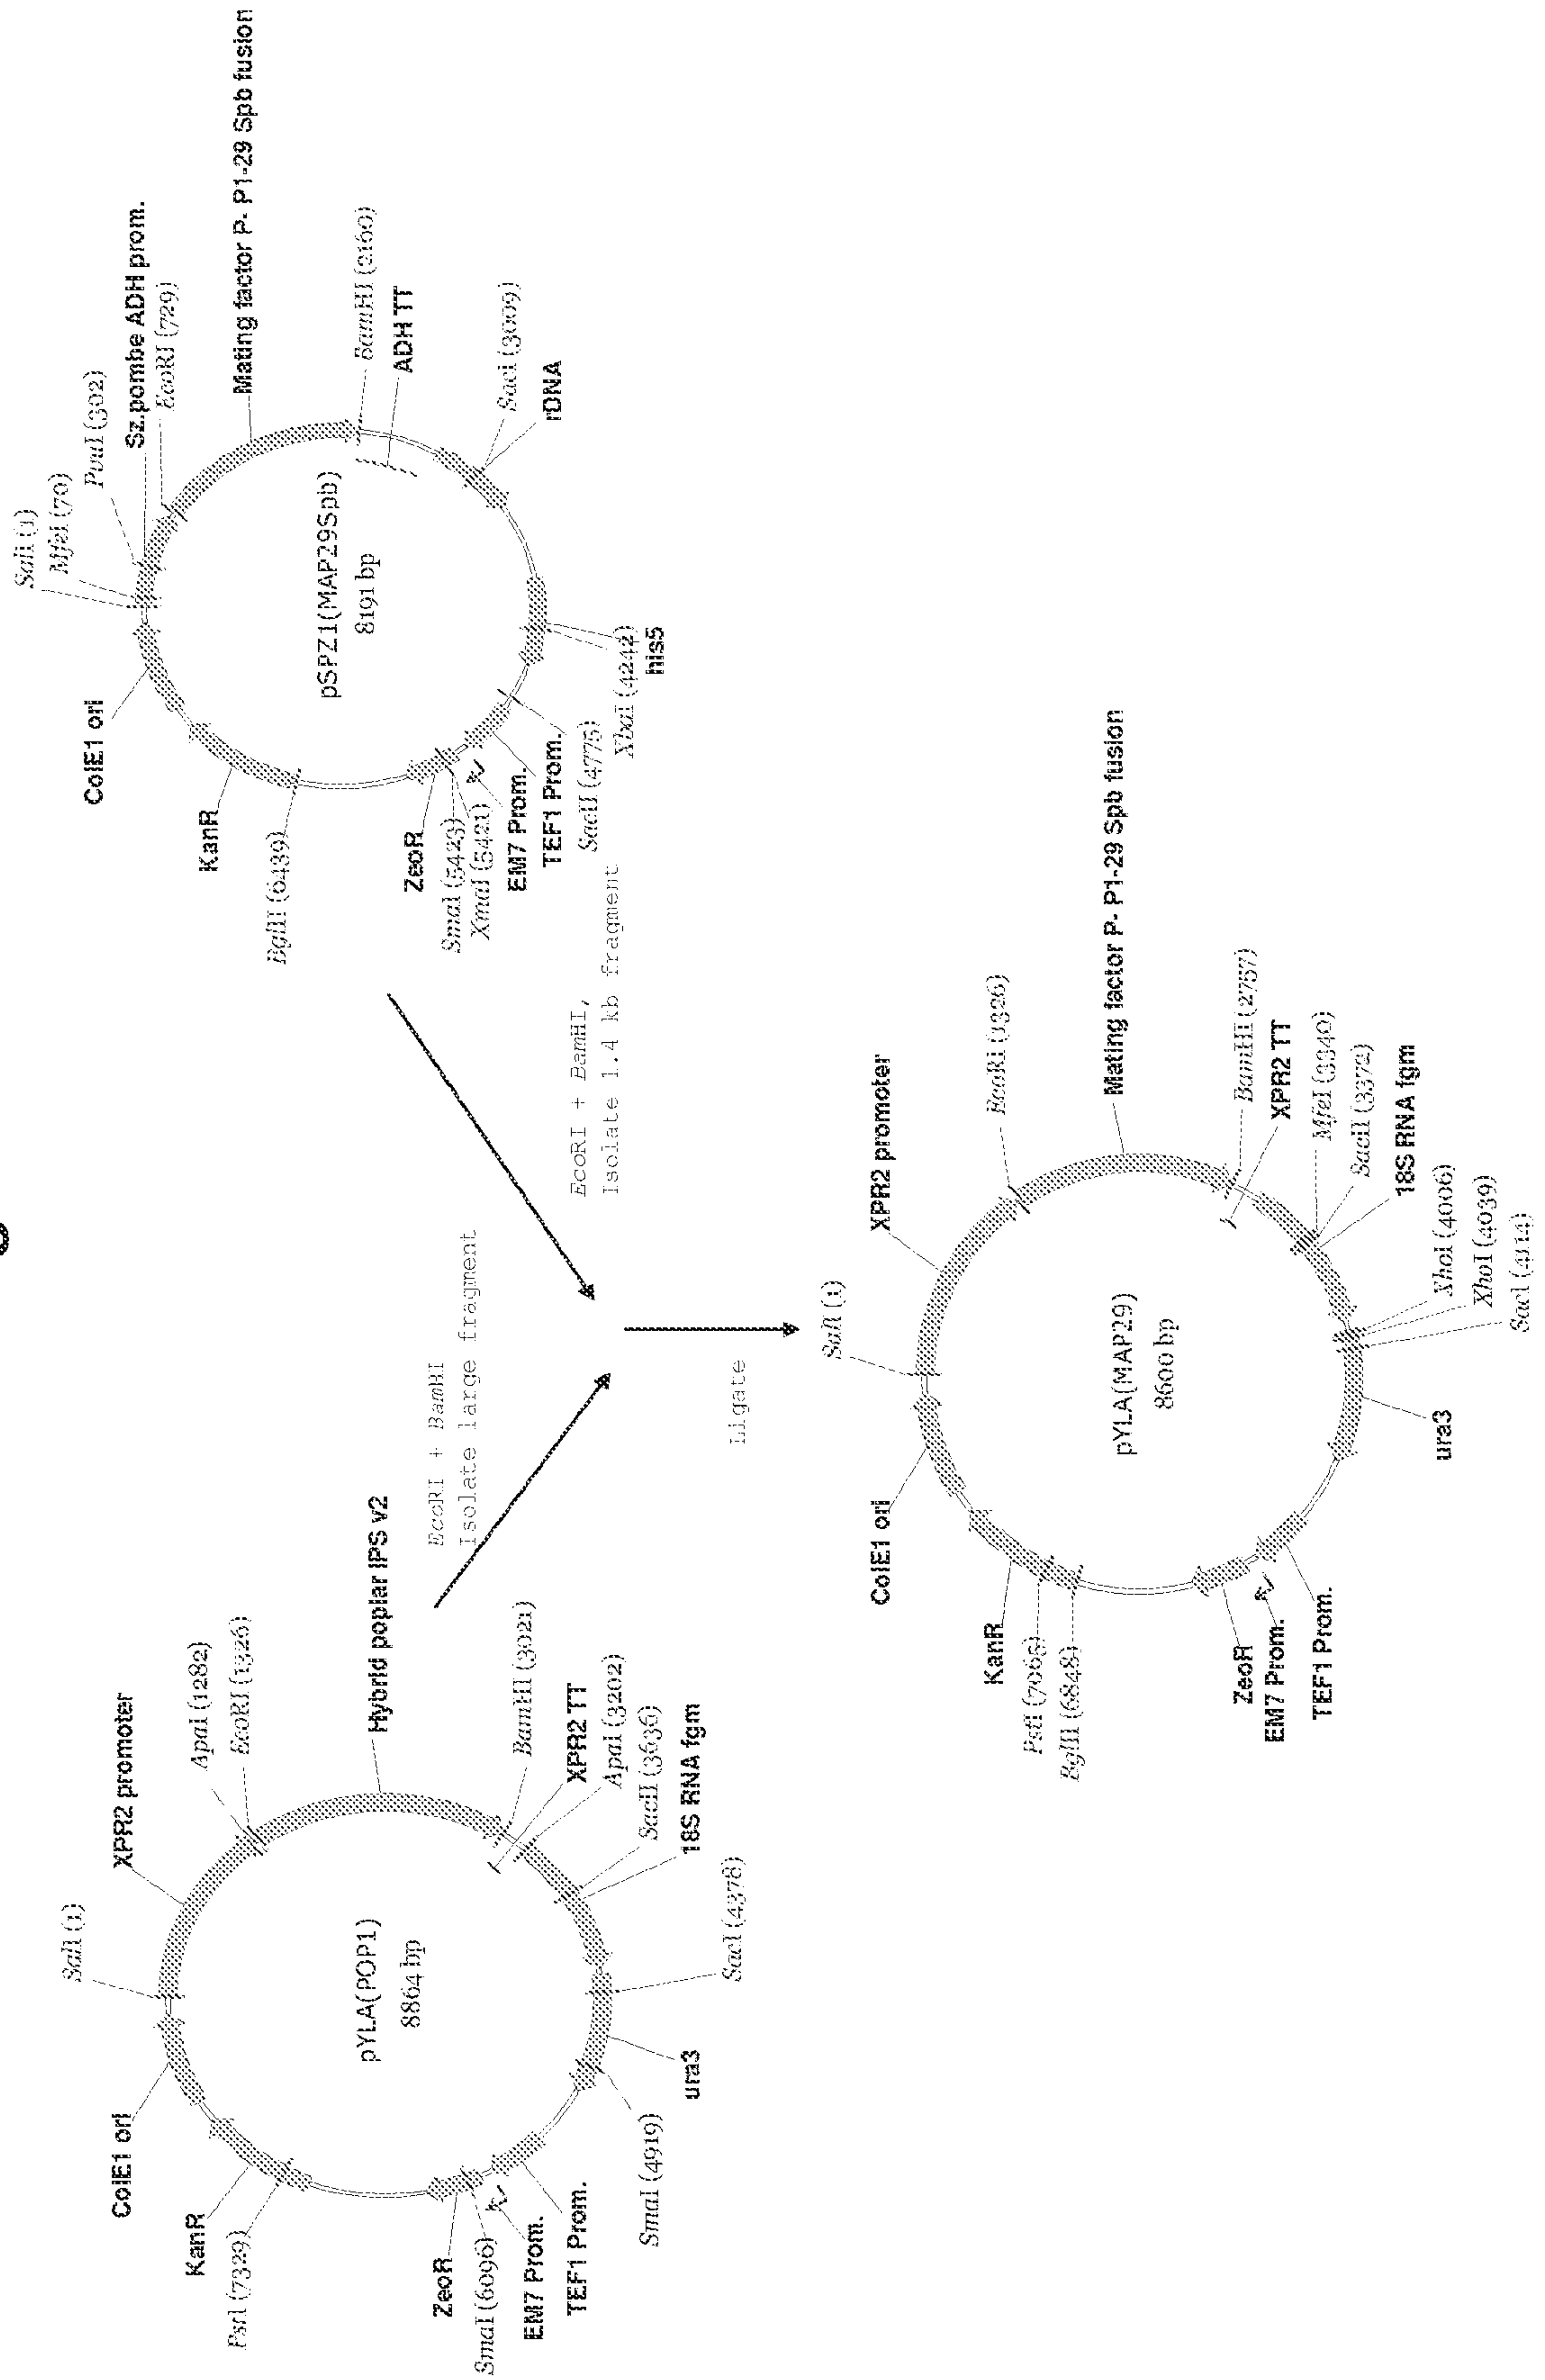 SalI (1)
XPR2 promoter
ApaI (1282)
EcoRI (1326)
Hybrid poplar IPS v2
BamHI (3021)
XPR2 TT
ApaI (3202)
SacII (3636)
18S RNA fgm
SacI (4378)
ura3
SmaI (4919)
TEF1 Prom.
EM7 Prom.
SmaI (6096)
ZeoR
PstI (7329)
KanR
ColE1 ori
pYLA(POP1)
8864 bp
EcoRI + BamHI
Isolate large fragment
SalI (1)
MfeI (70)
PvuI (302)
Sz.pombe ADH prom.
EcoRI (729)
Mating factor P- P1-29 Spb fusion
BamHI (2160)
ADH TT
SacI (3009)
rDNA
his5
XbaI (4242)
SacII (4775)
TEF1 Prom.
EM7 Prom.
XmaI (5421)
SmaI (5423)
ZeoR
BglII (6439)
KanR
ColE1 ori
pSPZ1(MAP29Spb)
8191 bp
EcoRI + BamHI,
Isolate 1.4 kb fragment
Ligate
SalI (1)
XPR2 promoter
EcoRI (1326)
Mating factor P- P1-29 Spb fusion
BamHI (2757)
XPR2 TT
MfeI (3340)
SacII (3372)
18S RNA fgm
XhoI (4006)
XhoI (4039)
SacI (4114)
ura3
TEF1 Prom.
EM7 Prom.
ZeoR
BglII (6848)
PstI (7065)
KanR
ColE1 ori
pYLA(MAP29)
8600 bp